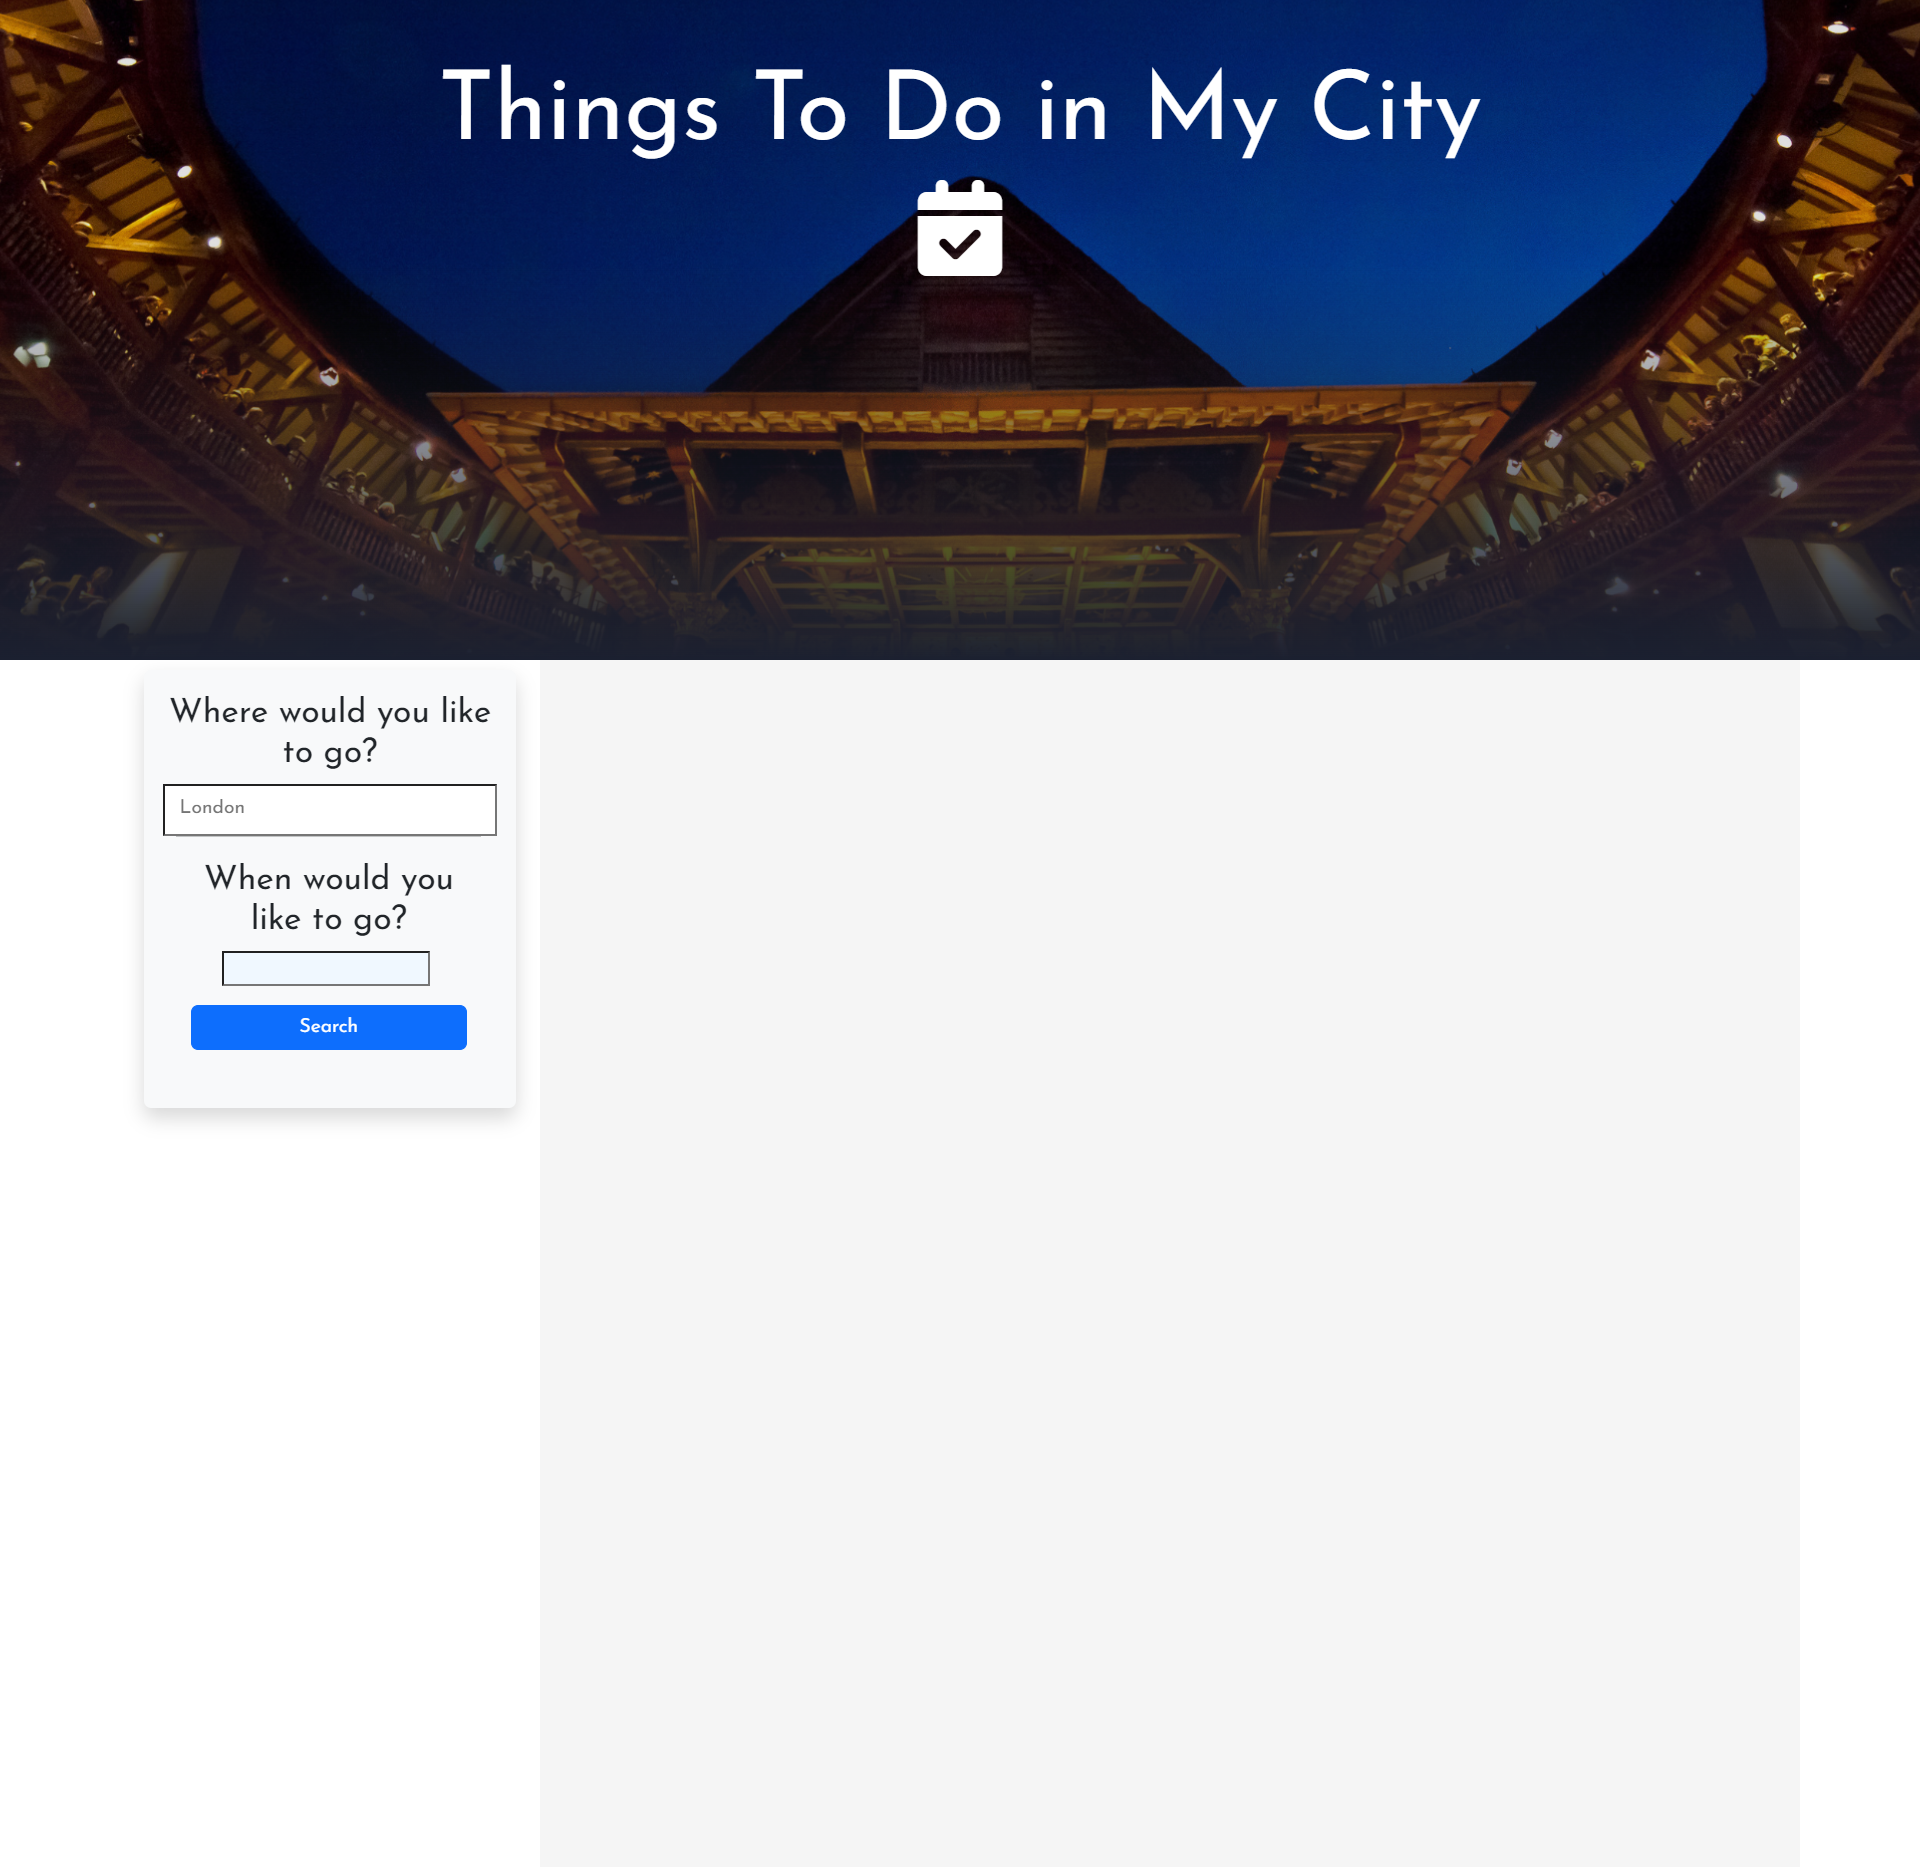 Things To Do in My City
Where would you like
to go?
London
When would you
like to go?
Search